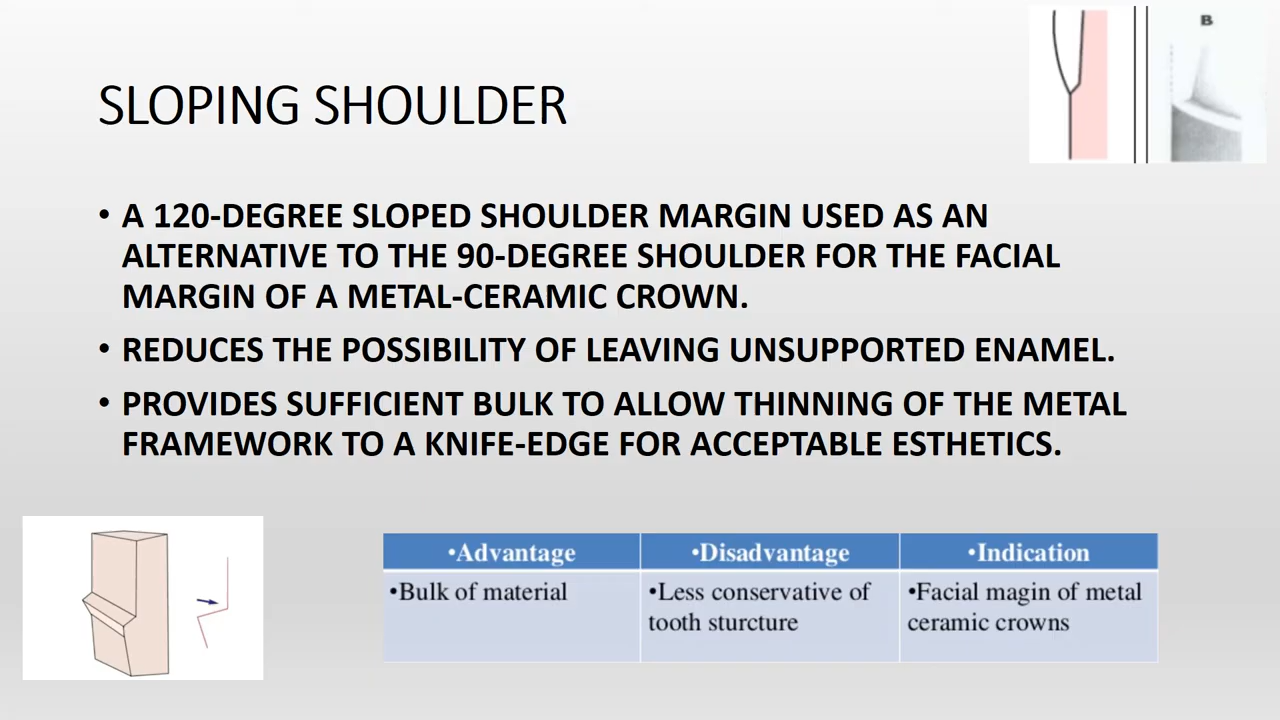 B
SLOPING SHOULDER
• A 120-DEGREE SLOPED SHOULDER MARGIN USED AS AN
ALTERNATIVE TO THE 90-DEGREE SHOULDER FOR THE FACIAL
MARGIN OF A METAL-CERAMIC CROWN.
• REDUCES THE POSSIBILITY OF LEAVING UNSUPPORTED ENAMEL.
• PROVIDES SUFFICIENT BULK TO ALLOW THINNING OF THE METAL
FRAMEWORK TO A KNIFE-EDGE FOR ACCEPTABLE ESTHETICS.
•Advantage •Disadvantage •Indication
•Bulk of material
•Less conservative of
tooth sturcture
•Facial magin of metal
ceramic crowns